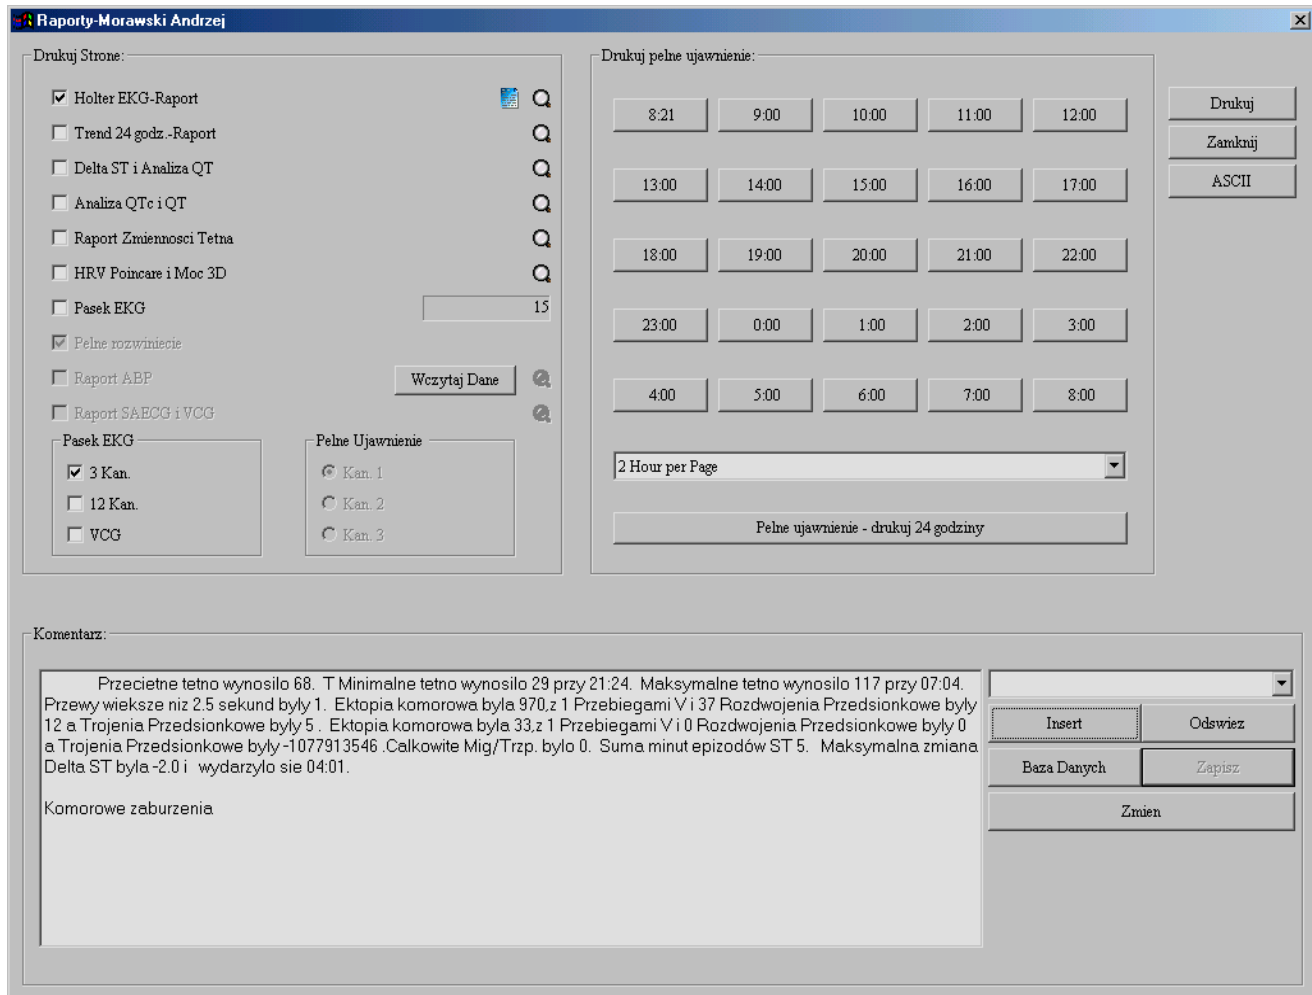 Raporty-Morawski Andrzej
Drukuj Strone:
Holter EKG-Raport
Trend 24 godz.-Raport
Delta ST i Analiza QT
Analiza QTc i QT
Raport Zmiennosci Tetna
HRV Poincare i Moc 3D
Pasek EKG 15
Pelne rozwiniecie
Raport ABP Wczytaj Dane
Raport SAECG i VCG
Pasek EKG
3 Kan.
12 Kan.
VCG
Pelne Ujawnienie
Kan. 1
Kan. 2
Kan. 3
Drukuj pelne ujawnienie:
8:21 9:00 10:00 11:00 12:00
13:00 14:00 15:00 16:00 17:00
18:00 19:00 20:00 21:00 22:00
23:00 0:00 1:00 2:00 3:00
4:00 5:00 6:00 7:00 8:00
2 Hour per Page
Pelne ujawnienie - drukuj 24 godziny
Drukuj
Zamknij
ASCII
Komentarz:
Przecietne tetno wynosilo 68. T Minimalne tetno wynosilo 29 przy 21:24. Maksymalne tetno wynosilo 117 przy 07:04.
Przewy wieksze niz 2.5 sekund byly 1. Ektopia komorowa byla 970,z 1 Przebiegami V i 37 Rozdwojenia Przedsionkowe byly
12 a Trojenia Przedsionkowe byly 5 . Ektopia komorowa byla 33,z 1 Przebiegami V i 0 Rozdwojenia Przedsionkowe byly 0
a Trojenia Przedsionkowe byly -1077913546 .Calkowite Mig/Trzp. bylo 0. Suma minut epizodów ST 5. Maksymalna zmiana
Delta ST byla -2.0 i wydarzylo sie 04:01.
Komorowe zaburzenia
Insert Odswiez
Baza Danych Zapisz
Zmien